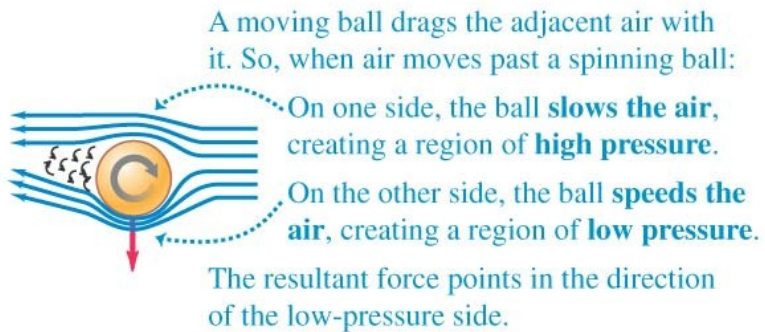 A moving ball drags the adjacent air with
it. So, when air moves past a spinning ball:
On one side, the ball slows the air,
creating a region of high pressure.
On the other side, the ball speeds the
air, creating a region of low pressure.
The resultant force points in the direction
of the low-pressure side.